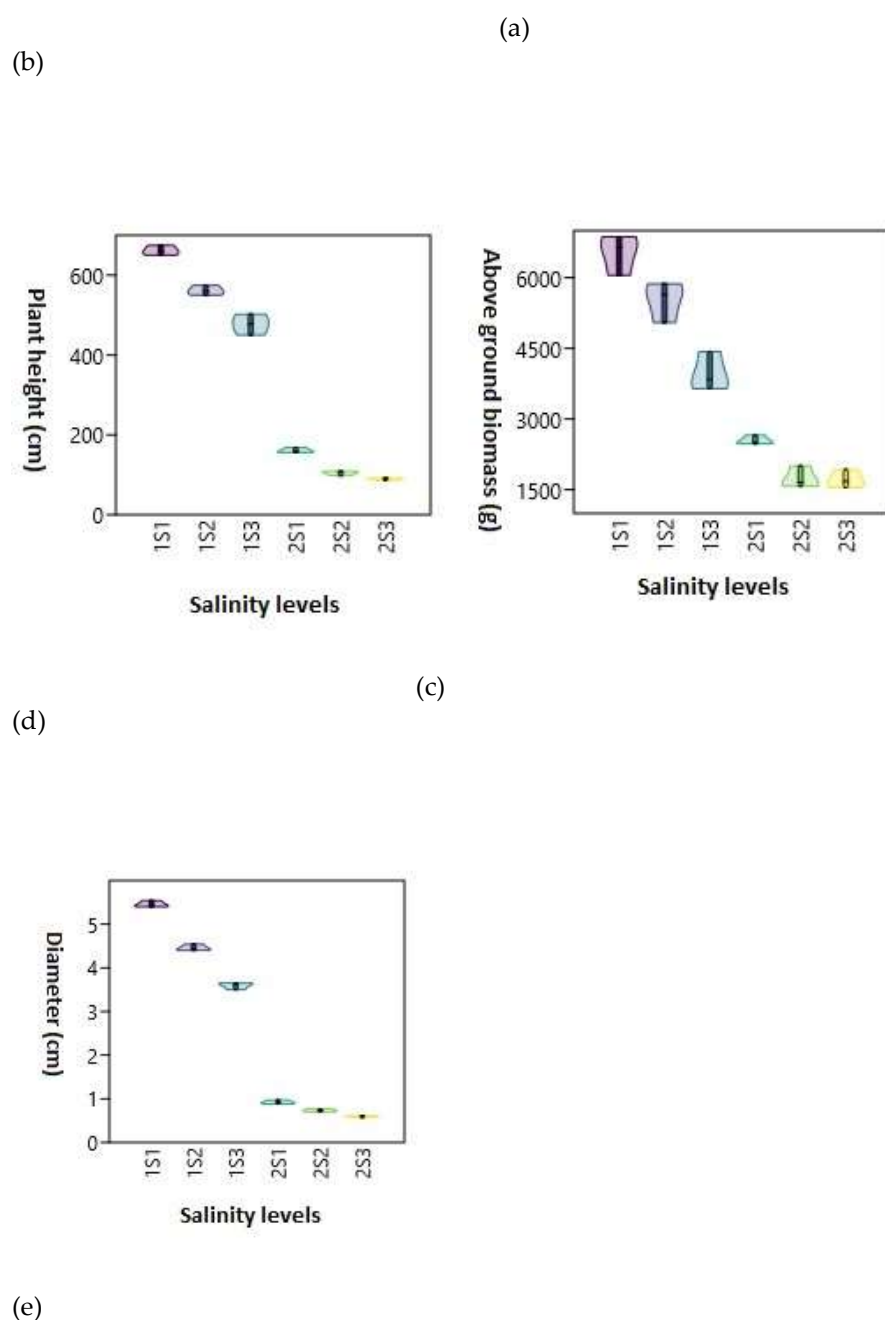 (a)
(b)
Plant height (cm)
600
400
200
0
1S1 1S2 1S3 2S1 2S2 2S3
Salinity levels
Above ground biomass (g)
6000
4500
3000
1500
1S1 1S2 1S3 2S1 2S2 2S3
Salinity levels
(c)
(d)
Diameter (cm)
5
4
3
2
1
0
1S1 1S2 1S3 2S1 2S2 2S3
Salinity levels
(e)